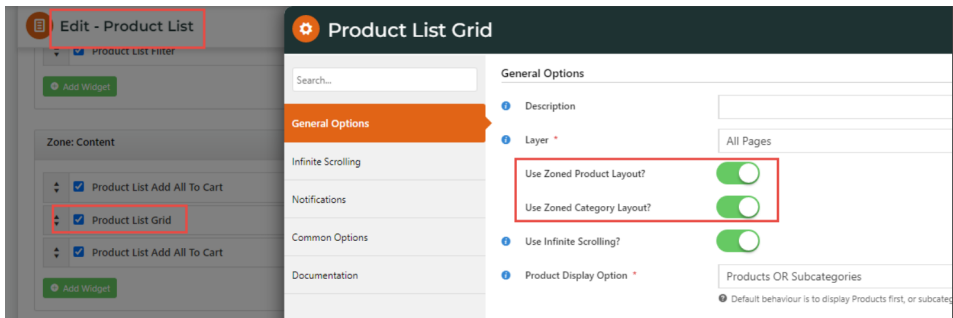 Edit - Product List
Product List Filter
Add Widget
Zone: Content
Product List Add All To Cart
Product List Grid
Product List Add All To Cart
Add Widget
Product List Grid
Search...
General Options
Infinite Scrolling
Notifications
Common Options
Documentation
General Options
Description
Layer *
All Pages
Use Zoned Product Layout?
Use Zoned Category Layout?
Use Infinite Scrolling?
Product Display Option *
Products OR Subcategories
Default behaviour is to display Products first, or subcateg